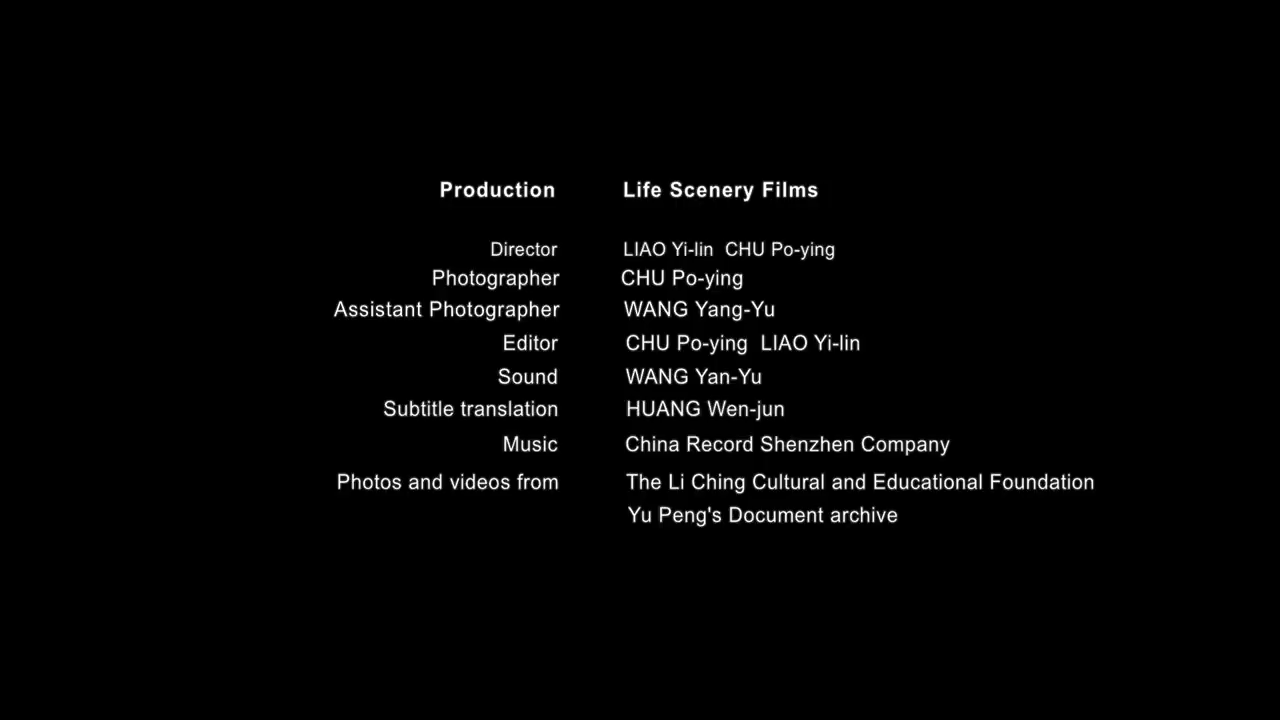 Production Life Scenery Films
Director LIAO Yi-lin CHU Po-ying
Photographer CHU Po-ying
Assistant Photographer WANG Yang-Yu
Editor CHU Po-ying LIAO Yi-lin
Sound WANG Yan-Yu
Subtitle translation HUANG Wen-jun
Music China Record Shenzhen Company
Photos and videos from The Li Ching Cultural and Educational Foundation
Yu Peng's Document archive